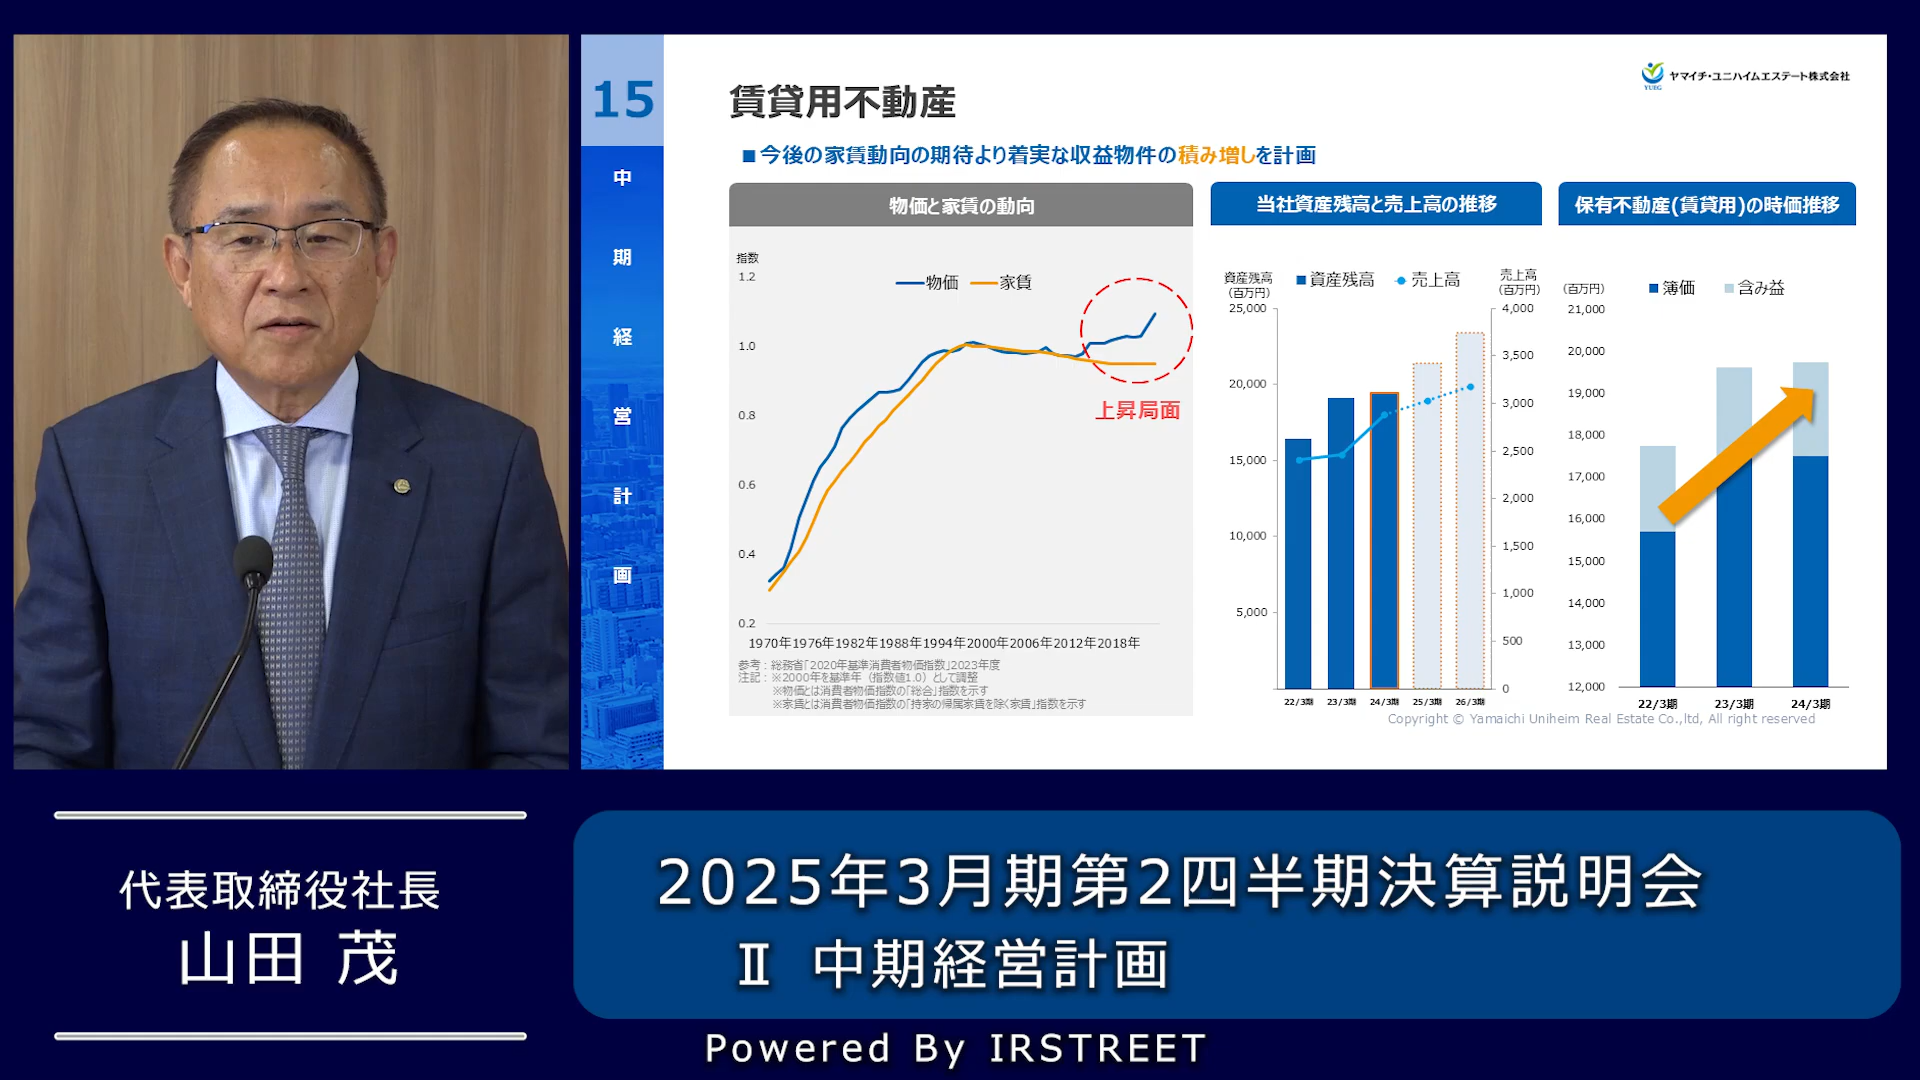 15
中
期
経
営
計
画
賃貸用不動産
ヤマイチ・ユニハイムエステート株式会社
YUEG
■今後の家賃動向の期待より着実な収益物件の積み増しを計画
物価と家賃の動向
指数
物価 家賃
1.2
1.0
0.8
0.6
0.4
0.2
上昇局面
1970年1976年1982年1988年1994年2000年2006年2012年2018年
参考：総務省「2020年基準消費者物価指数」2023年度
注記：※2000年を基準年（指数値1.0）として調整
※物価とは消費者物価指数の「総合」指数を示す
※家賃とは消費者物価指数の「持家の帰属家賃を除く家賃」指数を示す
当社資産残高と売上高の推移
資産残高
（百万円）
資産残高 売上高
売上高
（百万円）
25,000
20,000
15,000
10,000
5,000
4,000
3,500
3,000
2,500
2,000
1,500
1,000
500
0
22/3期 23/3期 24/3期 25/3期 26/3期
保有不動産(賃貸用)の時価推移
（百万円）
簿価 含み益
21,000
20,000
19,000
18,000
17,000
16,000
15,000
14,000
13,000
12,000
22/3期 23/3期 24/3期
Copyright © Yamaichi Uniheim Real Estate Co.,ltd, All right reserved
代表取締役社長
山田 茂
2025年3月期第2四半期決算説明会
Ⅱ 中期経営計画
Powered By IRSTREET